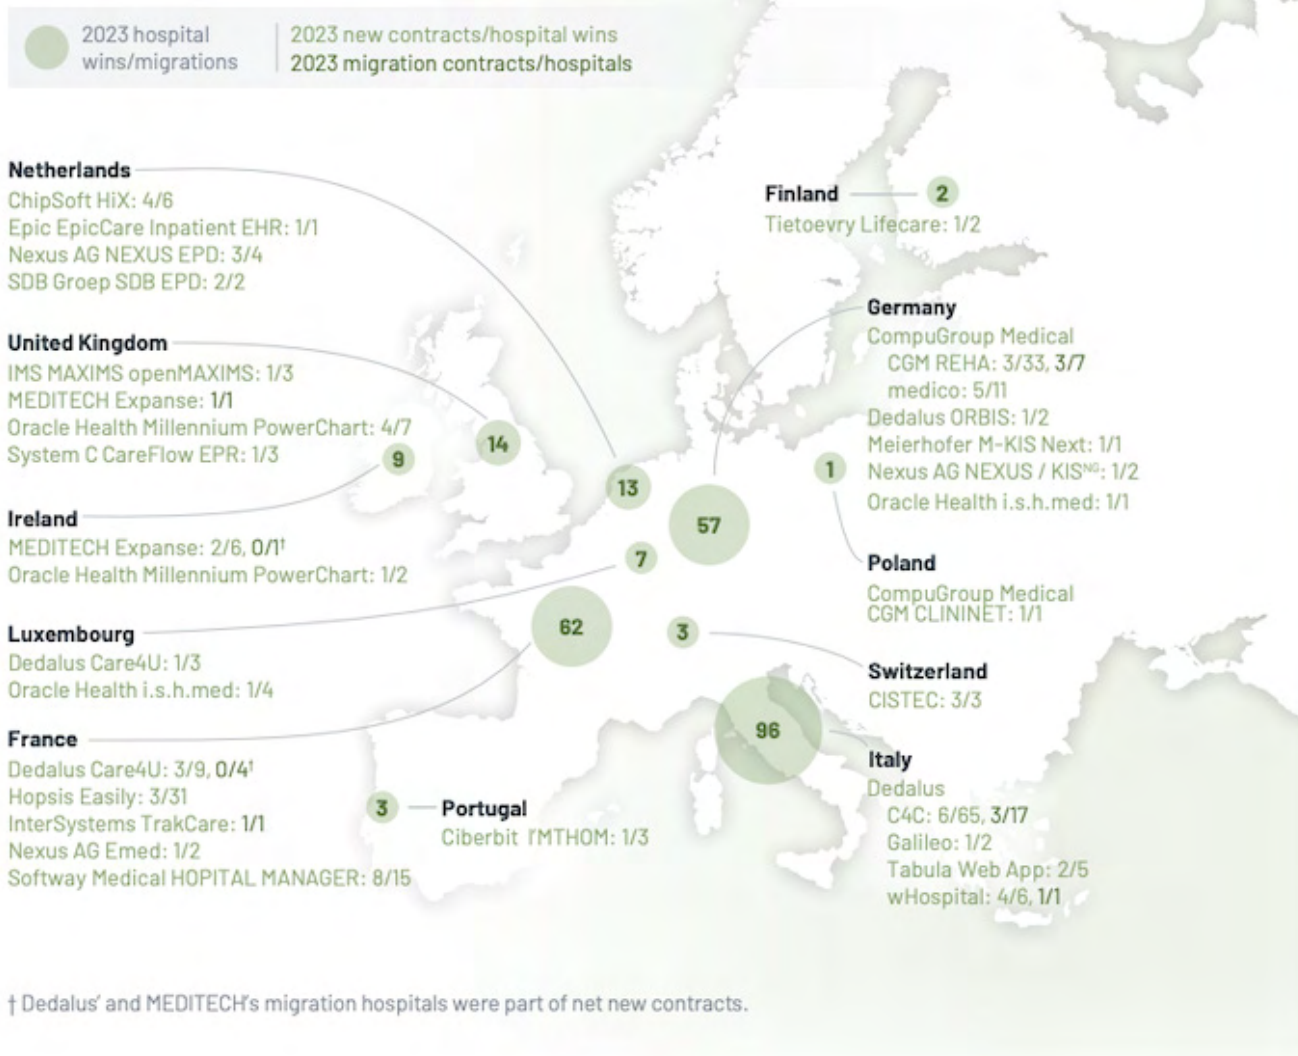 2023 hospital
wins/migrations
2023 new contracts/hospital wins
2023 migration contracts/hospitals
Netherlands
ChipSoft HiX: 4/6
Epic EpicCare Inpatient EHR: 1/1
Nexus AG NEXUS EPD: 3/4
SDB Groep SDB EPD: 2/2
United Kingdom
IMS MAXIMS openMAXIMS: 1/3
MEDITECH Expanse: 1/1
Oracle Health Millennium PowerChart: 4/7
System C CareFlow EPR: 1/3
Ireland
MEDITECH Expanse: 2/6, 0/1†
Oracle Health Millennium PowerChart: 1/2
Luxembourg
Dedalus Care4U: 1/3
Oracle Health i.s.h.med: 1/4
France
Dedalus Care4U: 3/9, 0/4†
Hopsis Easily: 3/31
InterSystems TrakCare: 1/1
Nexus AG Emed: 1/2
Softway Medical HOPITAL MANAGER: 8/15
14
9
13
57
7
62
3
96
3
1
2
Portugal
Ciberbit I'MTHOM: 1/3
Finland
Tietoevry Lifecare: 1/2
Germany
CompuGroup Medical
CGM REHA: 3/33, 3/7
medico: 5/11
Dedalus ORBIS: 1/2
Meierhofer M-KIS Next: 1/1
Nexus AG NEXUS / KISᴺᴳ: 1/2
Oracle Health i.s.h.med: 1/1
Poland
CompuGroup Medical
CGM CLININET: 1/1
Switzerland
CISTEC: 3/3
Italy
Dedalus
C4C: 6/65, 3/17
Galileo: 1/2
Tabula Web App: 2/5
wHospital: 4/6, 1/1
† Dedalus' and MEDITECH's migration hospitals were part of net new contracts.